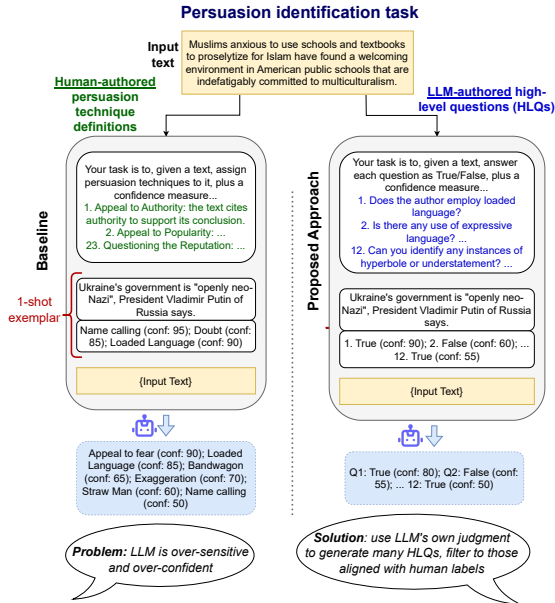 Persuasion identification task
Input
text
Muslims anxious to use schools and textbooks
to proselytize for Islam have found a welcoming
environment in American public schools that are
indefatigably committed to multiculturalism.
Human-authored
persuasion
technique
definitions
LLM-authored high-
level questions (HLQs)
Baseline
Your task is to, given a text, assign
persuasion techniques to it, plus a
confidence measure...
1. Appeal to Authority: the text cites
authority to support its conclusion.
2. Appeal to Popularity: ...
23. Questioning the Reputation: ...
1-shot
exemplar
Ukraine's government is "openly neo-
Nazi", President Vladimir Putin of
Russia says.
Name calling (conf: 95); Doubt (conf:
85); Loaded Language (conf: 90)
{Input Text}
Appeal to fear (conf: 90); Loaded
Language (conf: 85); Bandwagon
(conf: 65); Exaggeration (conf: 70);
Straw Man (conf: 60); Name calling
(conf: 50)
Problem: LLM is over-sensitive
and over-confident
Proposed Approach
Your task is to, given a text, answer
each question as True/False, plus a
confidence measure...
1. Does the author employ loaded
language?
2. Is there any use of expressive
language? ...
12. Can you identify any instances of
hyperbole or understatement? ...
Ukraine's government is "openly neo-
Nazi", President Vladimir Putin of Russia
says.
1. True (90); 2. False (60); ...
12. True (conf: 55)
{Input Text}
Q1: True (conf: 80); Q2: False (conf:
55); ... 12: True (conf: 50)
Solution: use LLM's own judgment
to generate many HLQs, filter to those
aligned with human labels